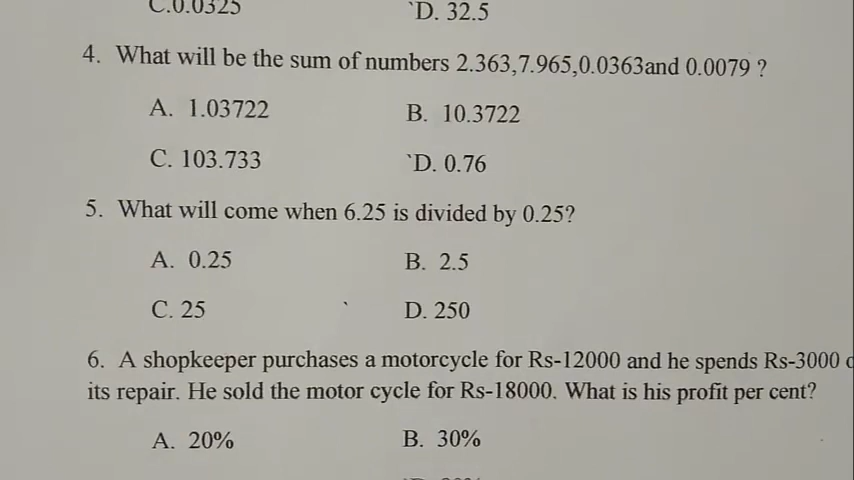 C.0.0325 `D. 32.5
4. What will be the sum of numbers 2.363,7.965,0.0363and 0.0079 ?
A. 1.03722 B. 10.3722
C. 103.733 `D. 0.76
5. What will come when 6.25 is divided by 0.25?
A. 0.25 B. 2.5
C. 25 D. 250
6. A shopkeeper purchases a motorcycle for Rs-12000 and he spends Rs-3000
its repair. He sold the motor cycle for Rs-18000. What is his profit per cent?
A. 20% B. 30%